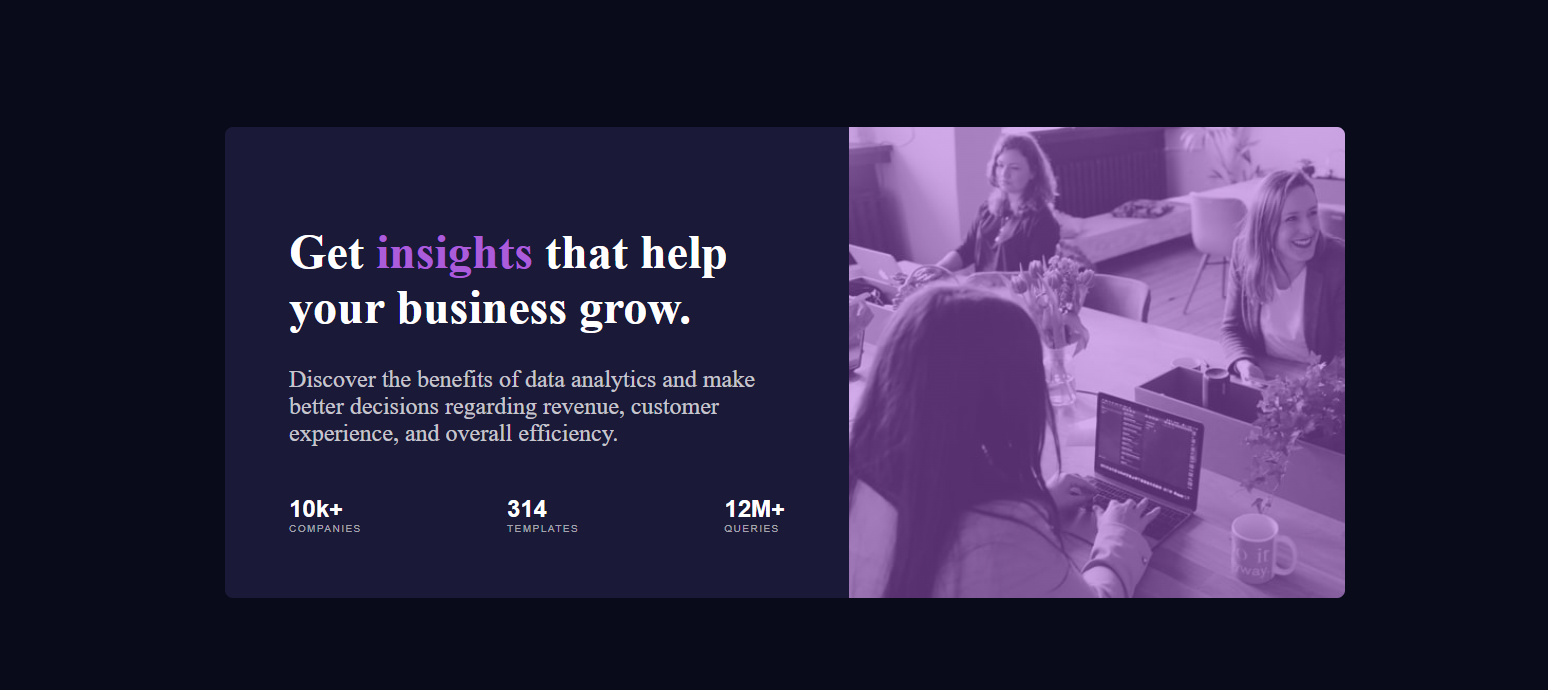 Get insights that help
your business grow.
Discover the benefits of data analytics and make
better decisions regarding revenue, customer
experience, and overall efficiency.
10k+ 314 12M+
COMPANIES TEMPLATES QUERIES